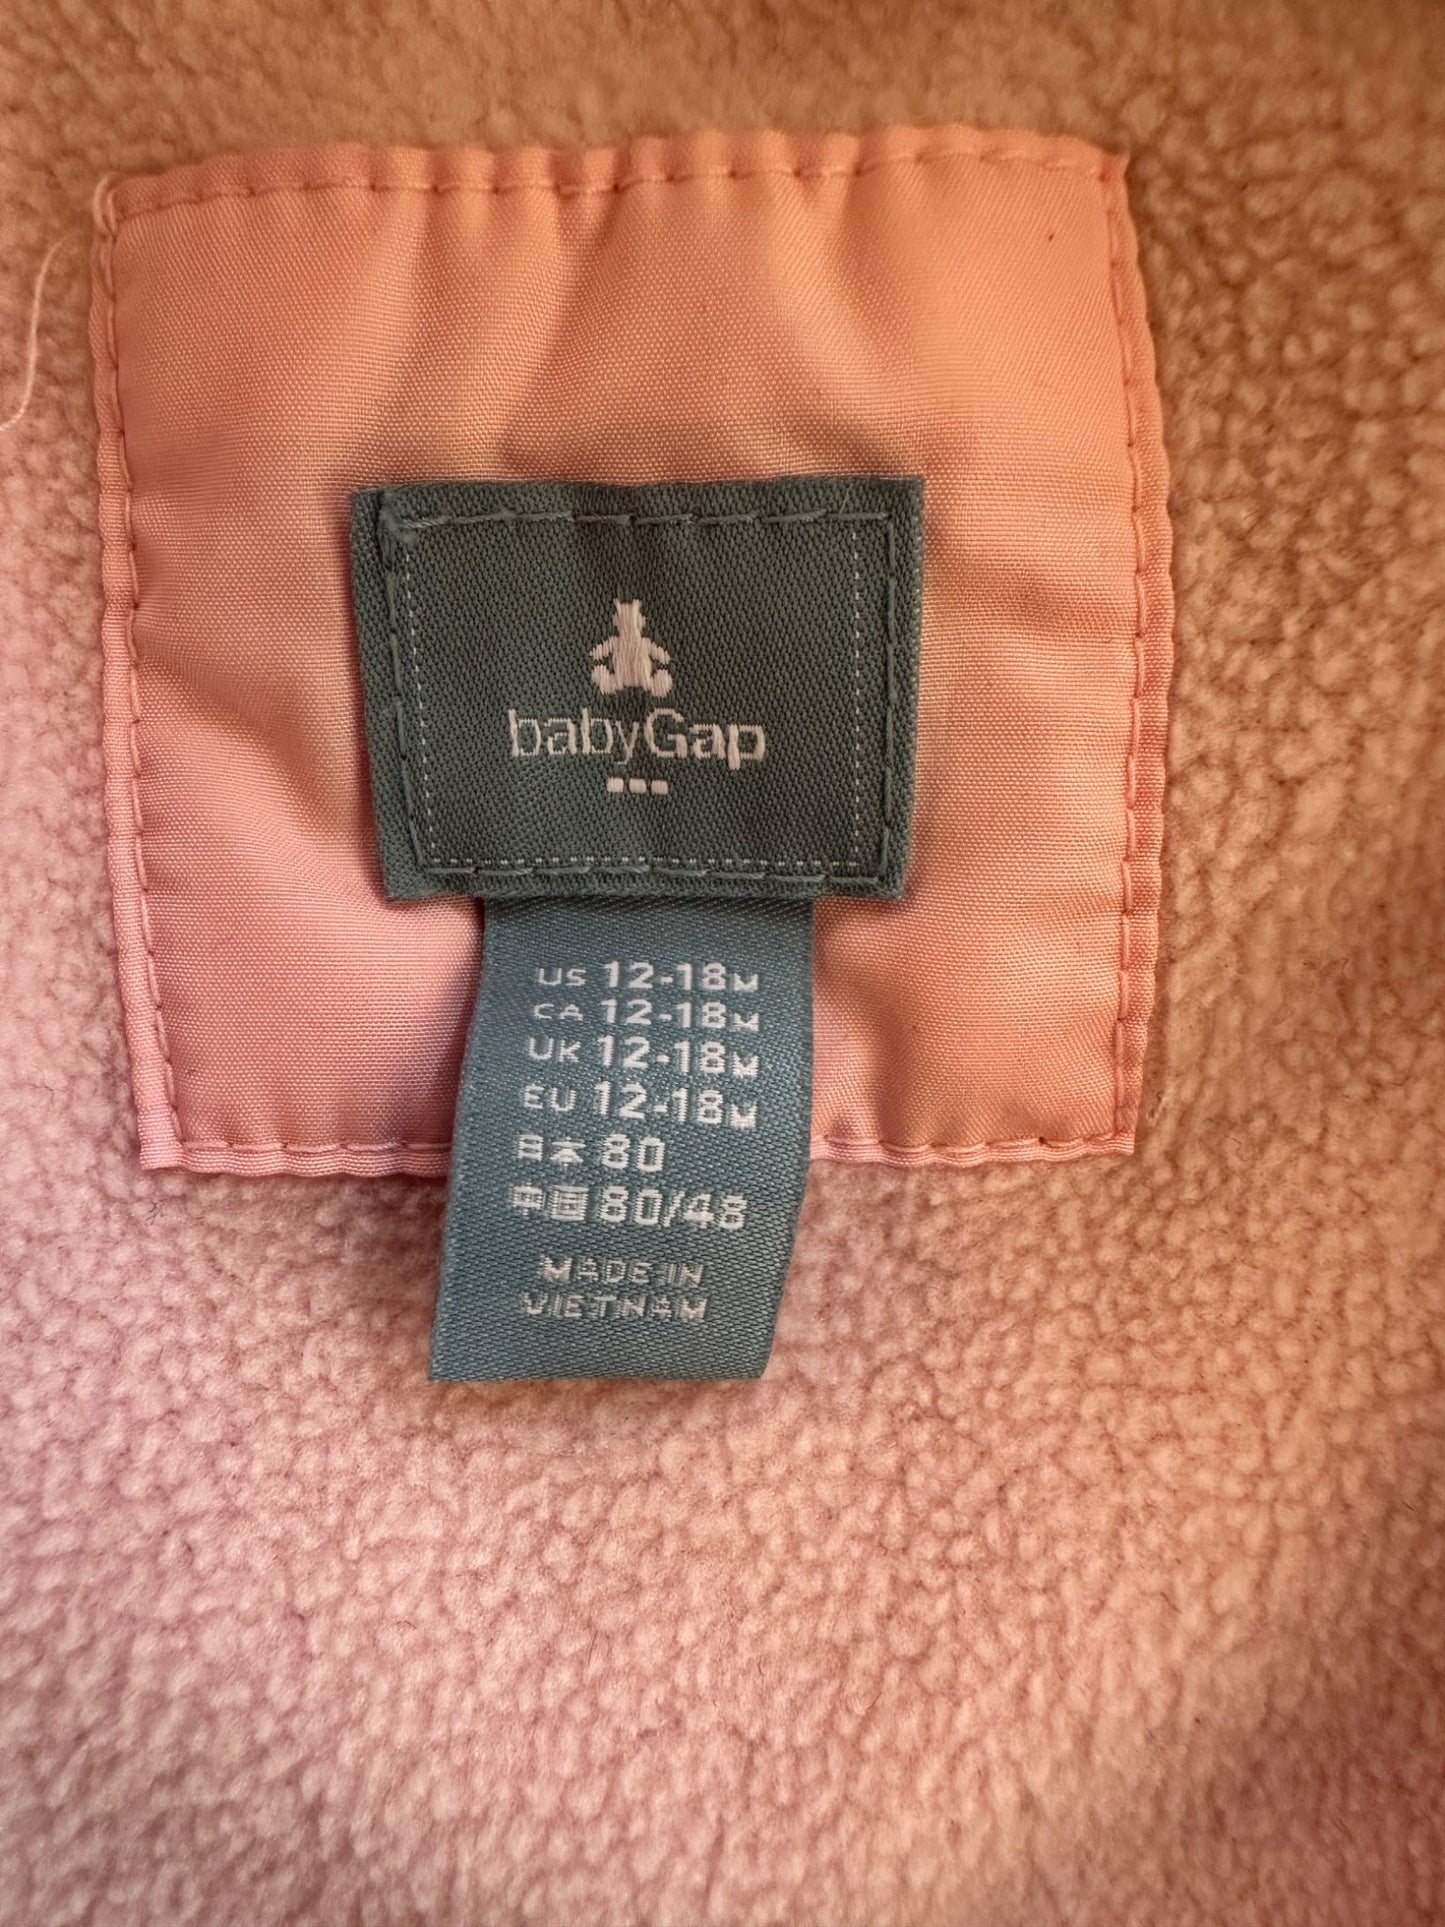 babyGap
US 12-18M
CA 12-18M
UK 12-18M
EU 12-18M
日本 80
中国 80/48
MADE IN
VIETNAM